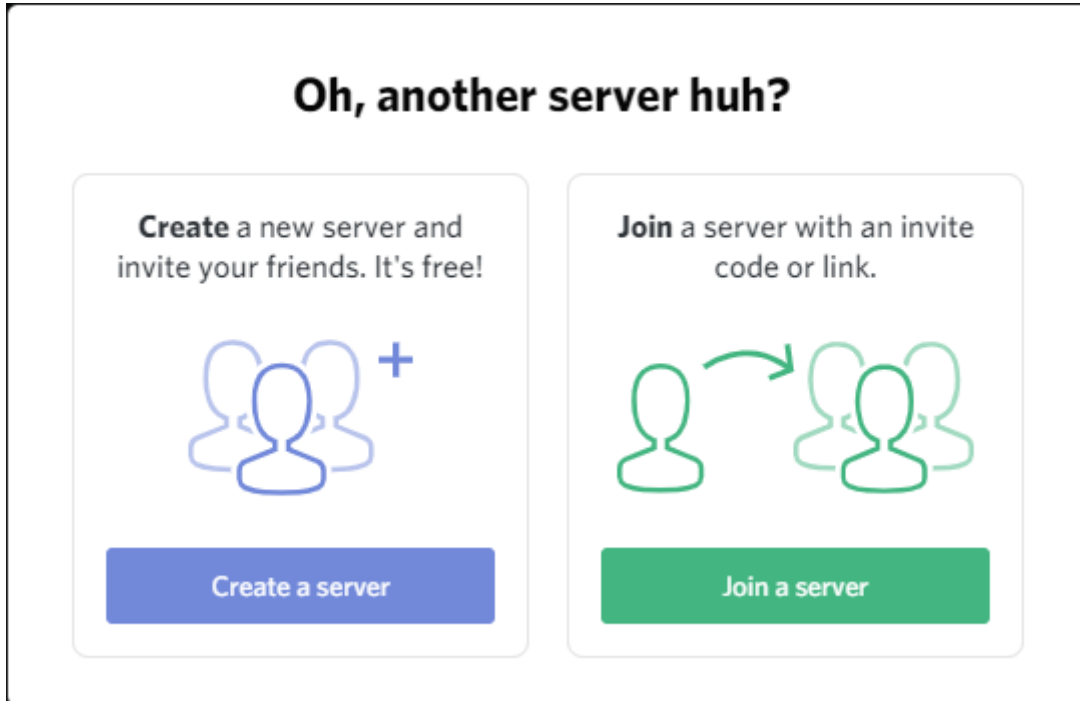 Oh, another server huh?
Create a new server and
invite your friends. It's free!
Create a server
Join a server with an invite
code or link.
Join a server